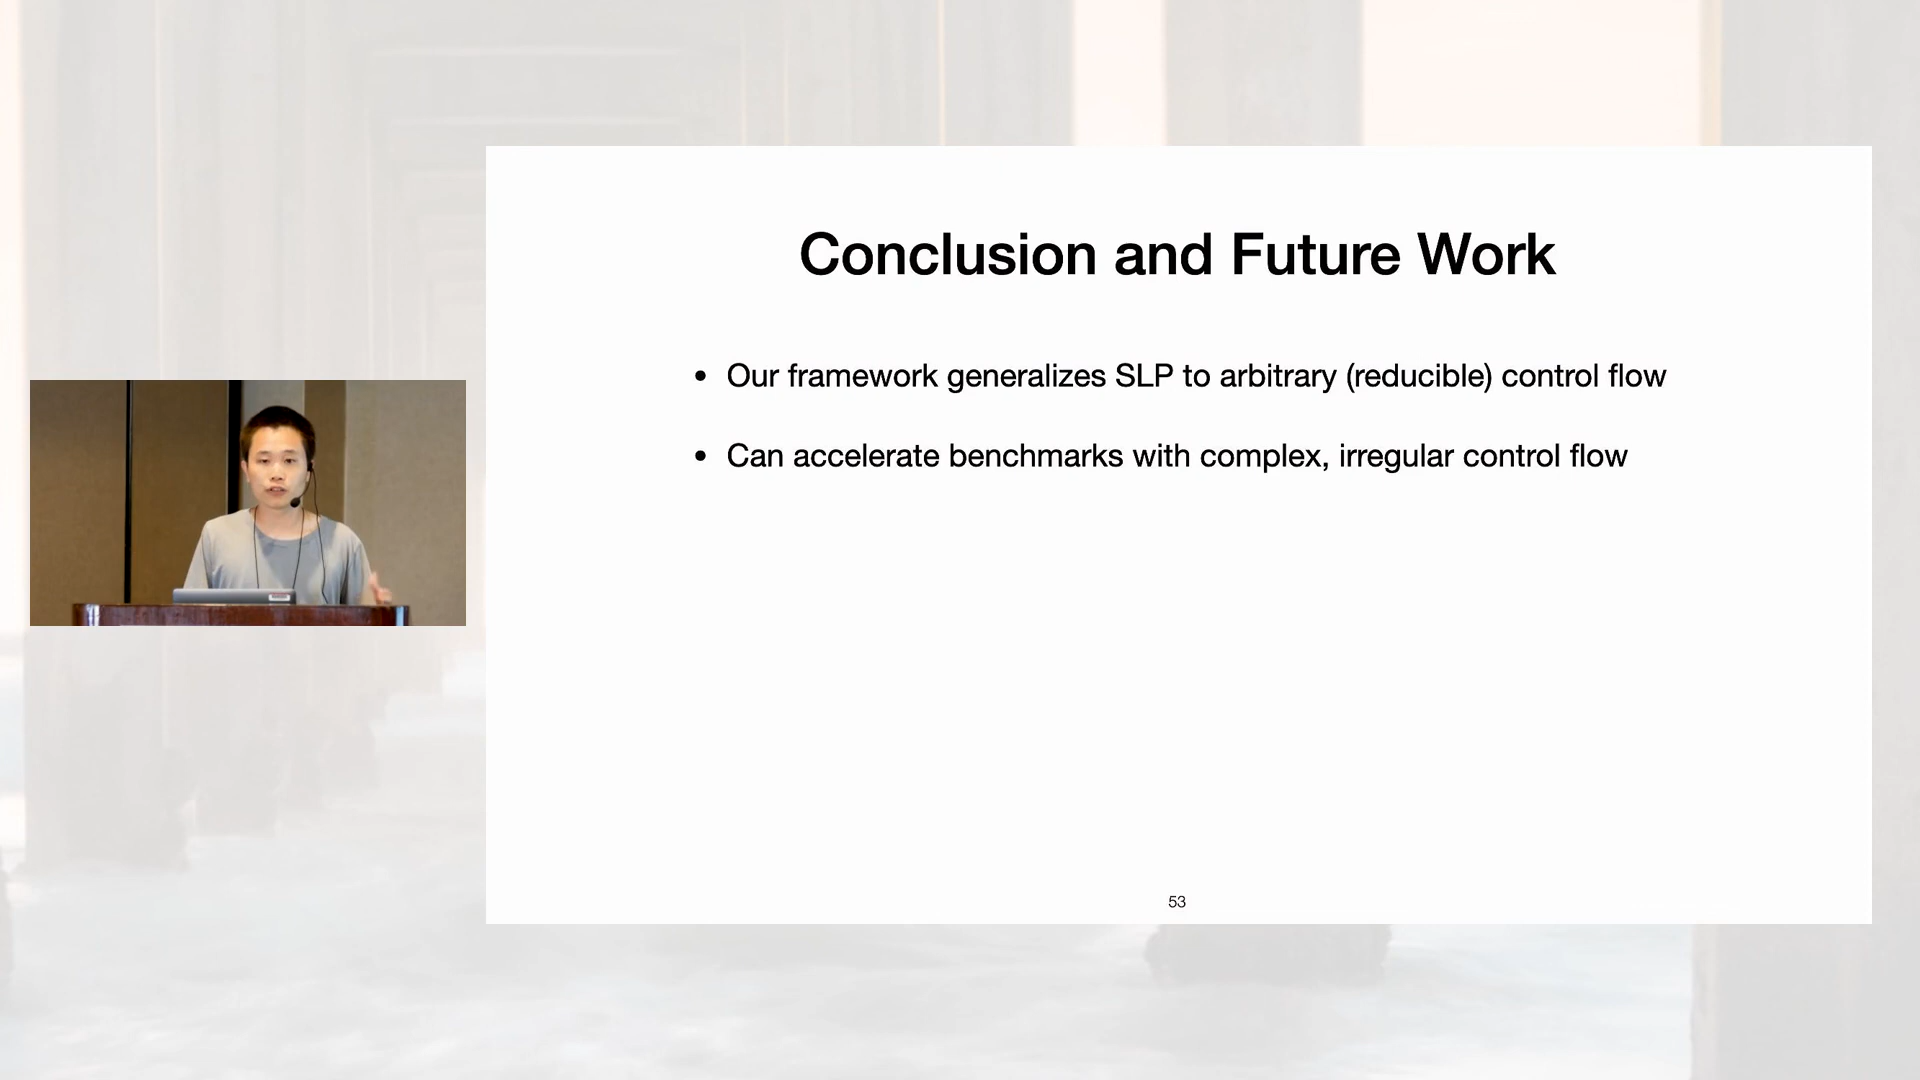 Conclusion and Future Work
• Our framework generalizes SLP to arbitrary (reducible) control flow
• Can accelerate benchmarks with complex, irregular control flow
53